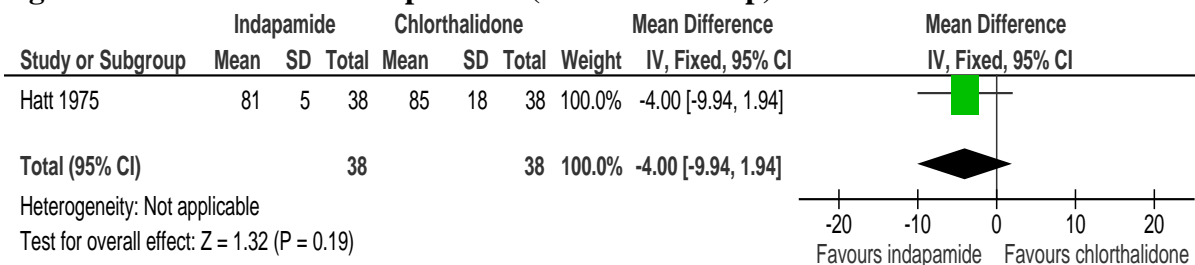 Indapamide Chlorthalidone Mean Difference Mean Difference
Study or Subgroup Mean SD Total Mean SD Total Weight IV, Fixed, 95% CI IV, Fixed, 95% CI
Hatt 1975 81 5 38 85 18 38 100.0% -4.00 [-9.94, 1.94]
Total (95% CI) 38 38 100.0% -4.00 [-9.94, 1.94]
Heterogeneity: Not applicable
Test for overall effect: Z = 1.32 (P = 0.19)
-20 -10 0 10 20
Favours indapamide Favours chlorthalidone